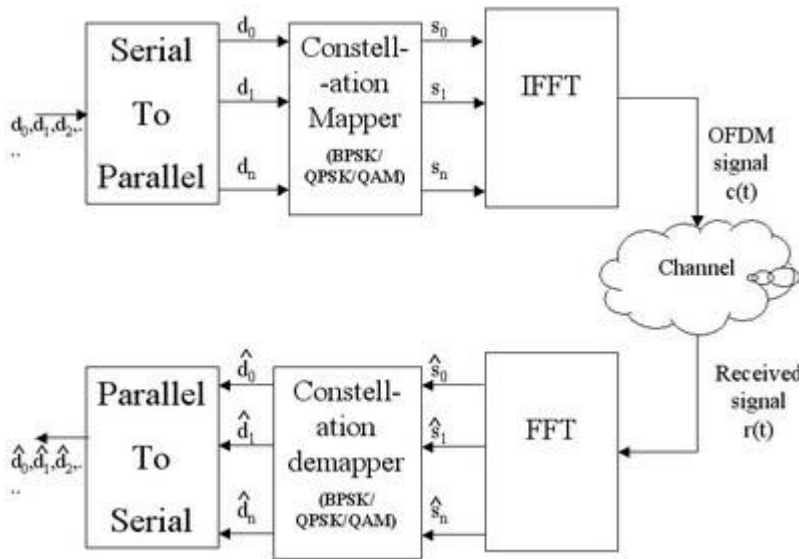 Serial
To
Parallel
d₀,d₁,d₂,.
..
d₀
d₁
dₙ
Constell-
-ation
Mapper
(BPSK/
QPSK/QAM)
s₀
s₁
sₙ
IFFT
OFDM
signal
c(t)
Channel
Received
signal
r(t)
FFT
ŝ₀
ŝ₁
ŝₙ
Constell-
ation
demapper
(BPSK/
QPSK/QAM)
d̂₀
d̂₁
d̂ₙ
Parallel
To
Serial
d̂₀,d̂₁,d̂₂,.
..